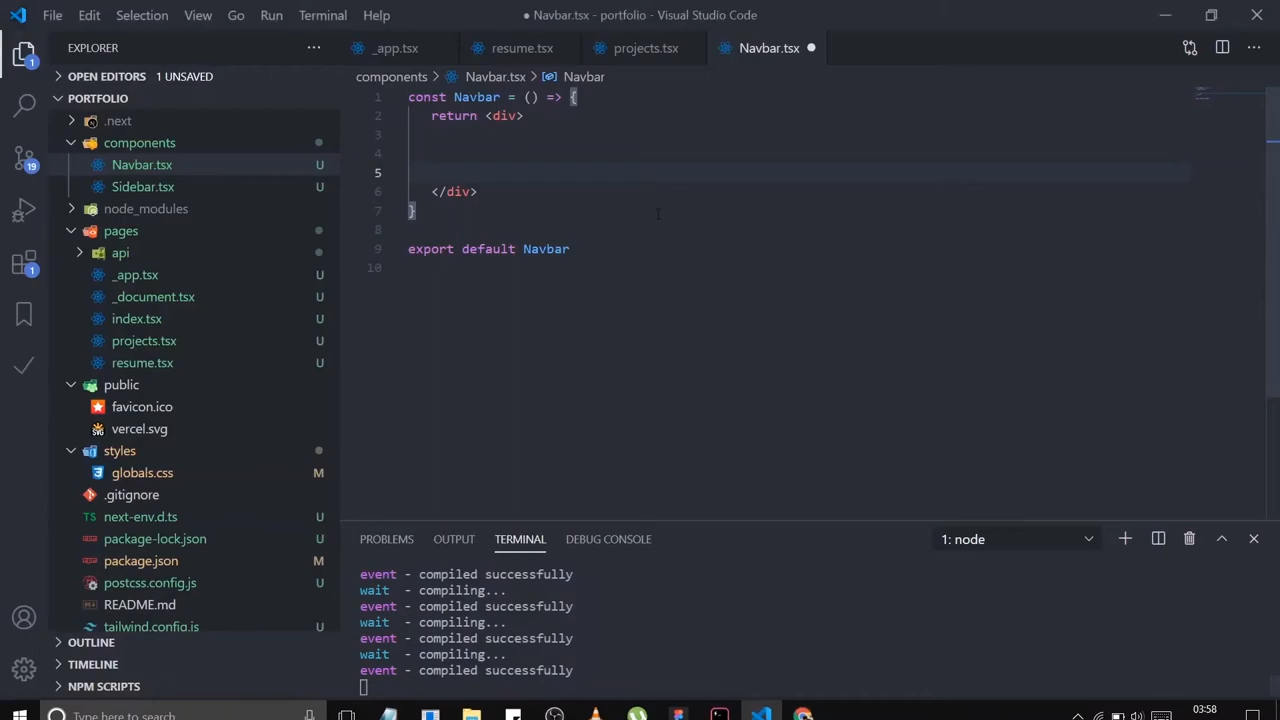 File Edit Selection View Go Run Terminal Help
● Navbar.tsx - portfolio - Visual Studio Code
EXPLORER
OPEN EDITORS 1 UNSAVED
PORTFOLIO
.next
components
Navbar.tsx U
Sidebar.tsx U
node_modules
pages
api
_app.tsx U
_document.tsx U
index.tsx U
projects.tsx U
resume.tsx U
public
favicon.ico
vercel.svg
styles
globals.css M
.gitignore
next-env.d.ts U
package-lock.json U
package.json M
postcss.config.js U
README.md U
tailwind.config.js U
OUTLINE
TIMELINE
NPM SCRIPTS
1
19
1
_app.tsx resume.tsx projects.tsx Navbar.tsx
components > Navbar.tsx > Navbar
1 const Navbar = () => {
2 return <div>
3
4
5
6 </div>
7 }
8
9 export default Navbar
10
PROBLEMS OUTPUT TERMINAL DEBUG CONSOLE 1: node
event - compiled successfully
wait - compiling...
event - compiled successfully
wait - compiling...
event - compiled successfully
wait - compiling...
event - compiled successfully
Type here to search
03:58